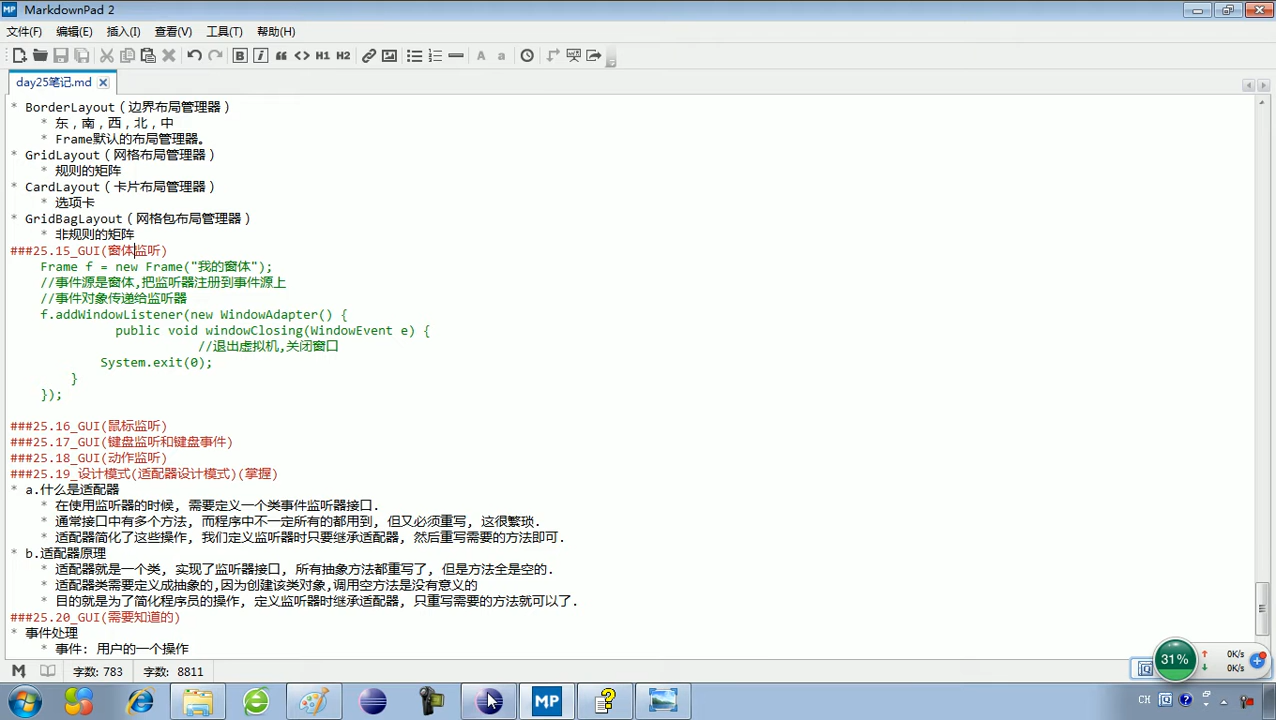 MarkdownPad 2
文件(F) 编辑(E) 插入(I) 查看(V) 工具(T) 帮助(H)
B i “ <> H1 H2 A a
day25笔记.md
* BorderLayout(边界布局管理器)
* 东,南,西,北,中
* Frame默认的布局管理器。
* GridLayout(网格布局管理器)
* 规则的矩阵
* CardLayout(卡片布局管理器)
* 选项卡
* GridBagLayout(网格包布局管理器)
* 非规则的矩阵
###25.15_GUI(窗体监听)
Frame f = new Frame("我的窗体");
//事件源是窗体,把监听器注册到事件源上
//事件对象传递给监听器
f.addWindowListener(new WindowAdapter() {
public void windowClosing(WindowEvent e) {
//退出虚拟机,关闭窗口
System.exit(0);
}
});
###25.16_GUI(鼠标监听)
###25.17_GUI(键盘监听和键盘事件)
###25.18_GUI(动作监听)
###25.19_设计模式(适配器设计模式)(掌握)
* a.什么是适配器
* 在使用监听器的时候, 需要定义一个类事件监听器接口.
* 通常接口中有多个方法, 而程序中不一定所有的都用到, 但又必须重写, 这很繁琐.
* 适配器简化了这些操作, 我们定义监听器时只要继承适配器, 然后重写需要的方法即可.
* b.适配器原理
* 适配器就是一个类, 实现了监听器接口, 所有抽象方法都重写了, 但是方法全是空的.
* 适配器类需要定义成抽象的,因为创建该类对象,调用空方法是没有意义的
* 目的就是为了简化程序员的操作, 定义监听器时继承适配器, 只重写需要的方法就可以了.
###25.20_GUI(需要知道的)
* 事件处理
* 事件: 用户的一个操作
字数: 783 字数: 8811
31% 0K/s
0K/s
MP CH